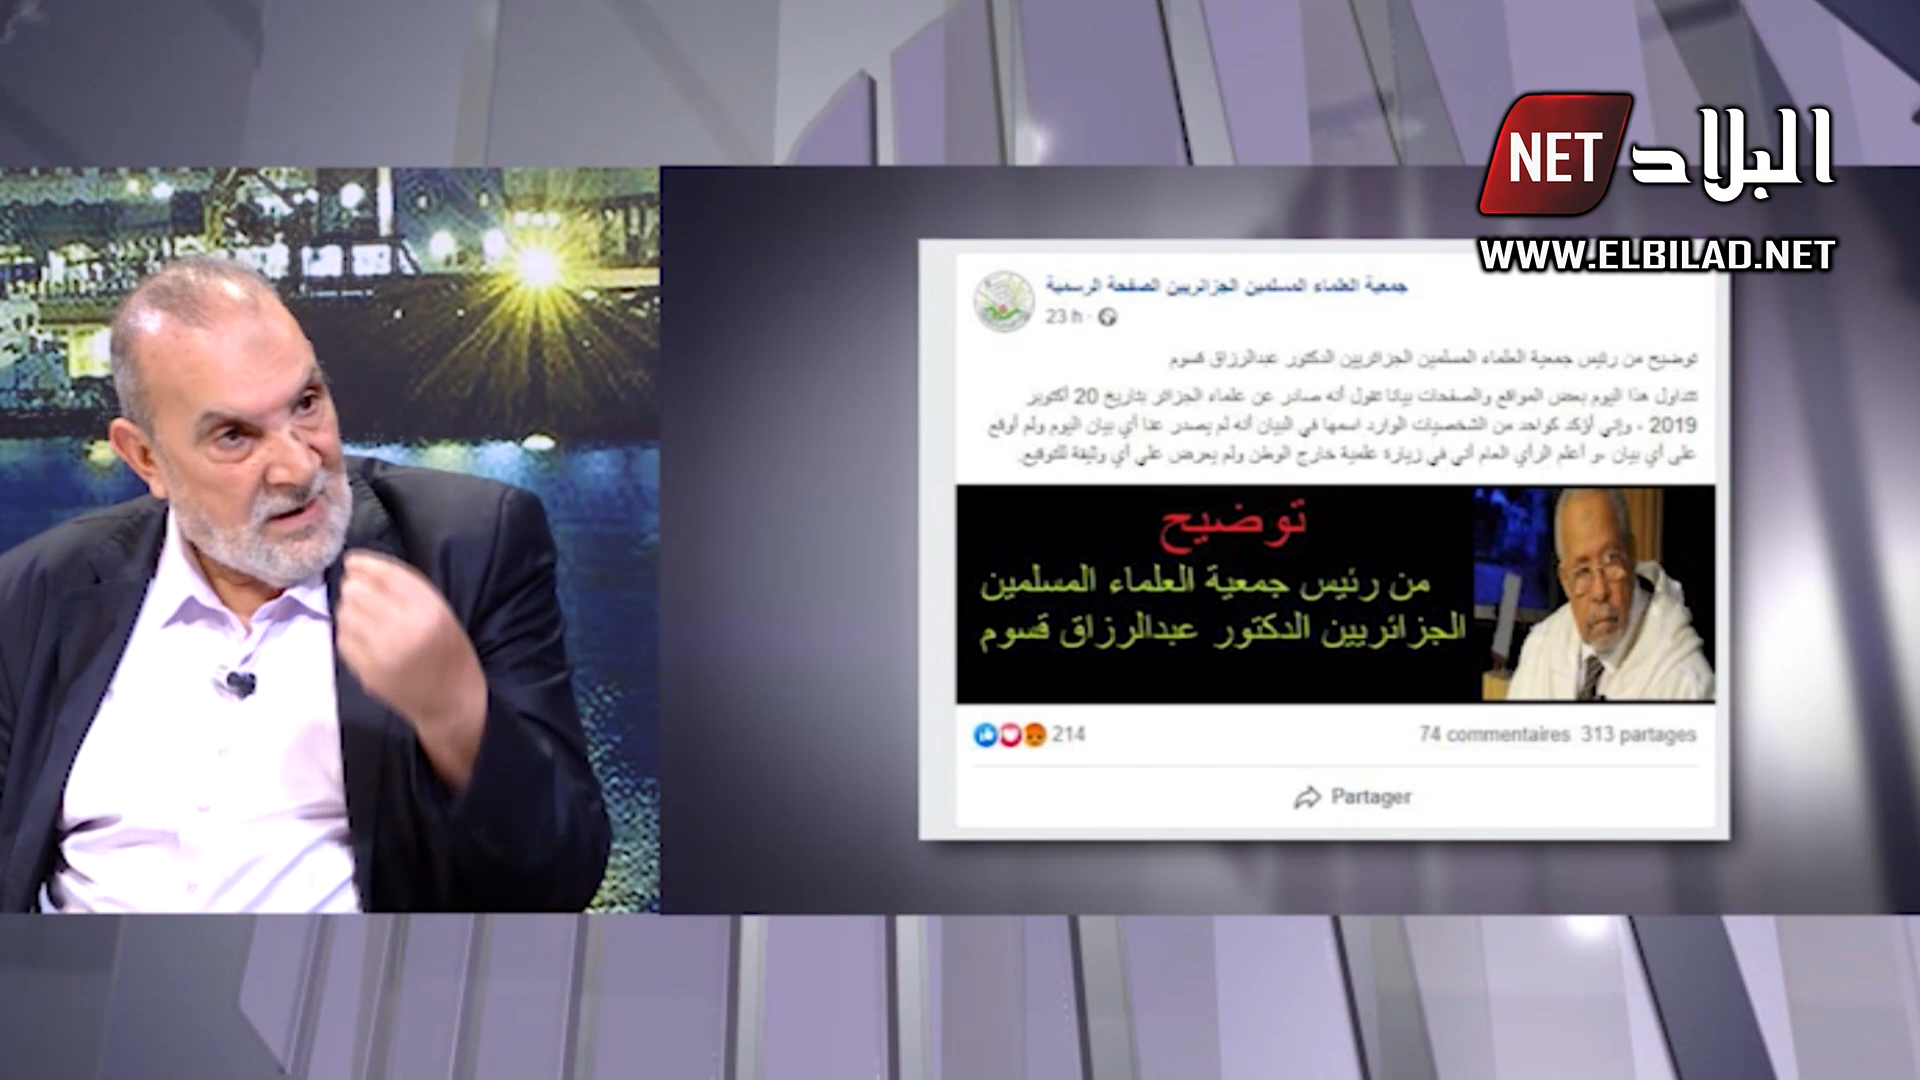 NET البلاد
WWW.ELBILAD.NET
جمعية العلماء المسلمين الجزائريين الصفحة الرسمية
23 h ·
توضيح من رئيس جمعية العلماء المسلمين الجزائريين الدكتور عبدالرزاق قسوم
تتداول هذا اليوم بعض المواقع والصفحات بيانا تقول أنه صادر عن علماء الجزائر بتاريخ 20 أكتوبر
2019 ، وإني أؤكد كواحد من الشخصيات الوارد اسمها في البيان أنه لم يصدر عنا أي بيان اليوم ولم أوقع
على أي بيان ،و أعلم الرأي العام أني في زيارة علمية خارج الوطن ولم يعرض علي أي وثيقة للتوقيع.
توضيح
من رئيس جمعية العلماء المسلمين
الجزائريين الدكتور عبدالرزاق قسوم
214
74 commentaires 313 partages
Partager